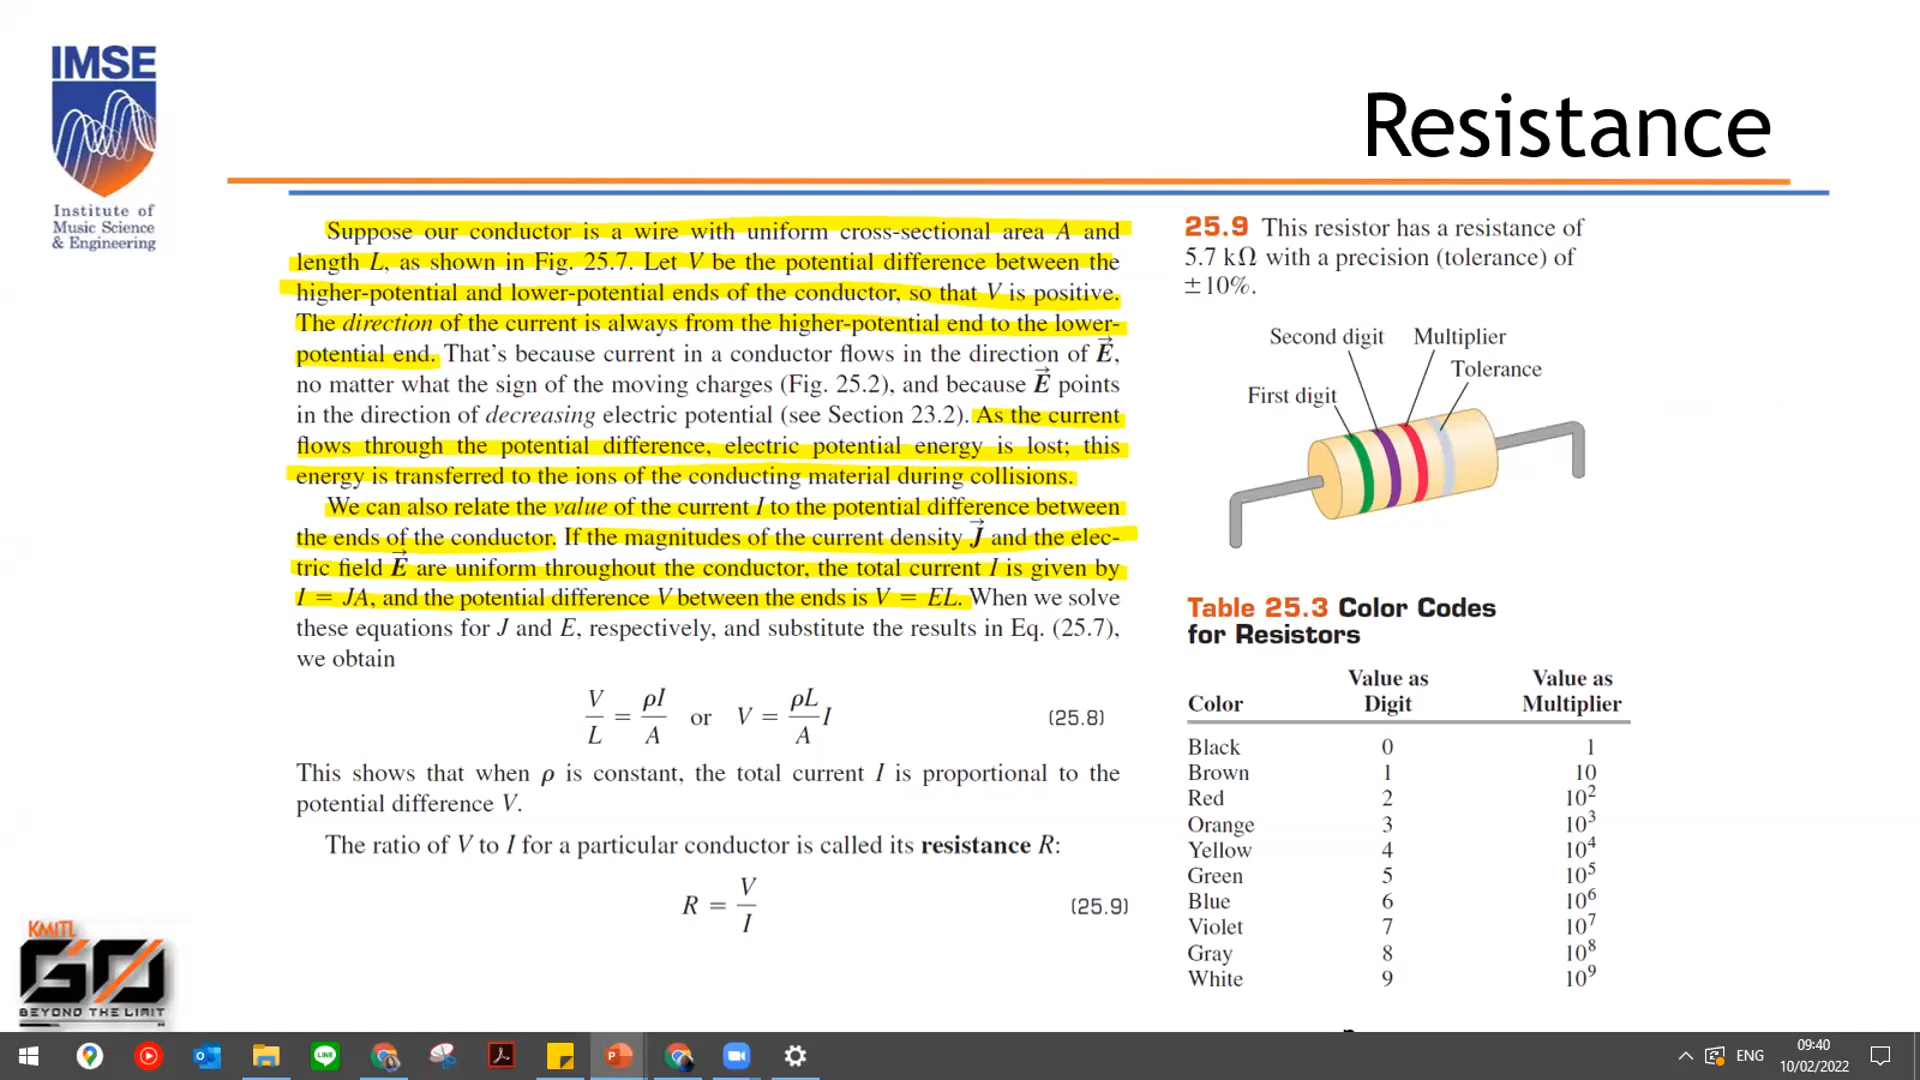 IMSE
Institute of
Music Science
& Engineering
Resistance
Suppose our conductor is a wire with uniform cross-sectional area A and
length L, as shown in Fig. 25.7. Let V be the potential difference between the
higher-potential and lower-potential ends of the conductor, so that V is positive.
The direction of the current is always from the higher-potential end to the lower-
potential end. That's because current in a conductor flows in the direction of E⃗,
no matter what the sign of the moving charges (Fig. 25.2), and because E⃗ points
in the direction of decreasing electric potential (see Section 23.2). As the current
flows through the potential difference, electric potential energy is lost; this
energy is transferred to the ions of the conducting material during collisions.
We can also relate the value of the current I to the potential difference between
the ends of the conductor. If the magnitudes of the current density J⃗ and the elec-
tric field E⃗ are uniform throughout the conductor, the total current I is given by
I = JA, and the potential difference V between the ends is V = EL. When we solve
these equations for J and E, respectively, and substitute the results in Eq. (25.7),
we obtain
V/L = ρI/A or V = ρL/A I (25.8)
This shows that when ρ is constant, the total current I is proportional to the
potential difference V.
The ratio of V to I for a particular conductor is called its resistance R:
R = V/I (25.9)
25.9 This resistor has a resistance of
5.7 kΩ with a precision (tolerance) of
±10%.
Second digit Multiplier
Tolerance
First digit
Table 25.3 Color Codes
for Resistors
Value as Value as
Color Digit Multiplier
Black 0 1
Brown 1 10
Red 2 10²
Orange 3 10³
Yellow 4 10⁴
Green 5 10⁵
Blue 6 10⁶
Violet 7 10⁷
Gray 8 10⁸
White 9 10⁹
KMITL
GO
BEYOND THE LIMIT
LINE
ENG
09:40
10/02/2022